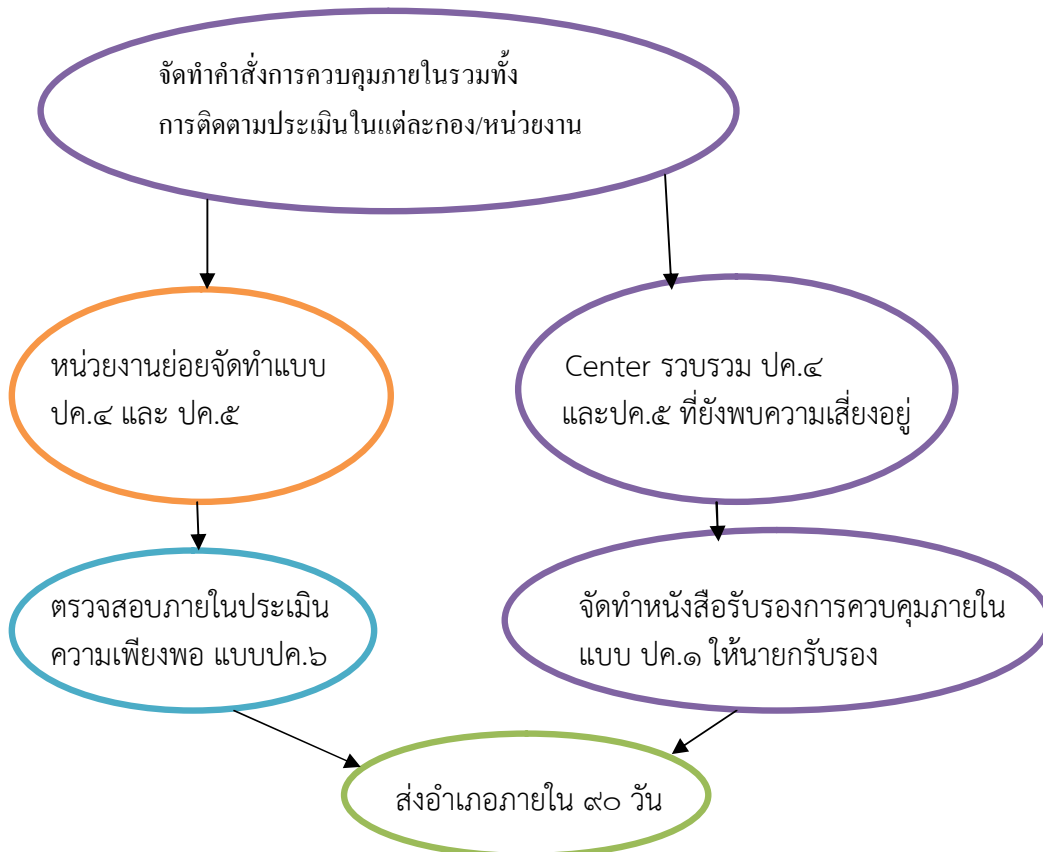 จัดทำคำสั่งการควบคุมภายในรวมทั้ง
การติดตามประเมินในแต่ละกอง/หน่วยงาน
หน่วยงานย่อยจัดทำแบบ
ปค.๔ และ ปค.๕
Center รวบรวม ปค.๔
และปค.๕ ที่ยังพบความเสี่ยงอยู่
ตรวจสอบภายในประเมิน
ความเพียงพอ แบบปค.๖
จัดทำหนังสือรับรองการควบคุมภายใน
แบบ ปค.๑ ให้นายกรับรอง
ส่งอำเภอภายใน ๙๐ วัน